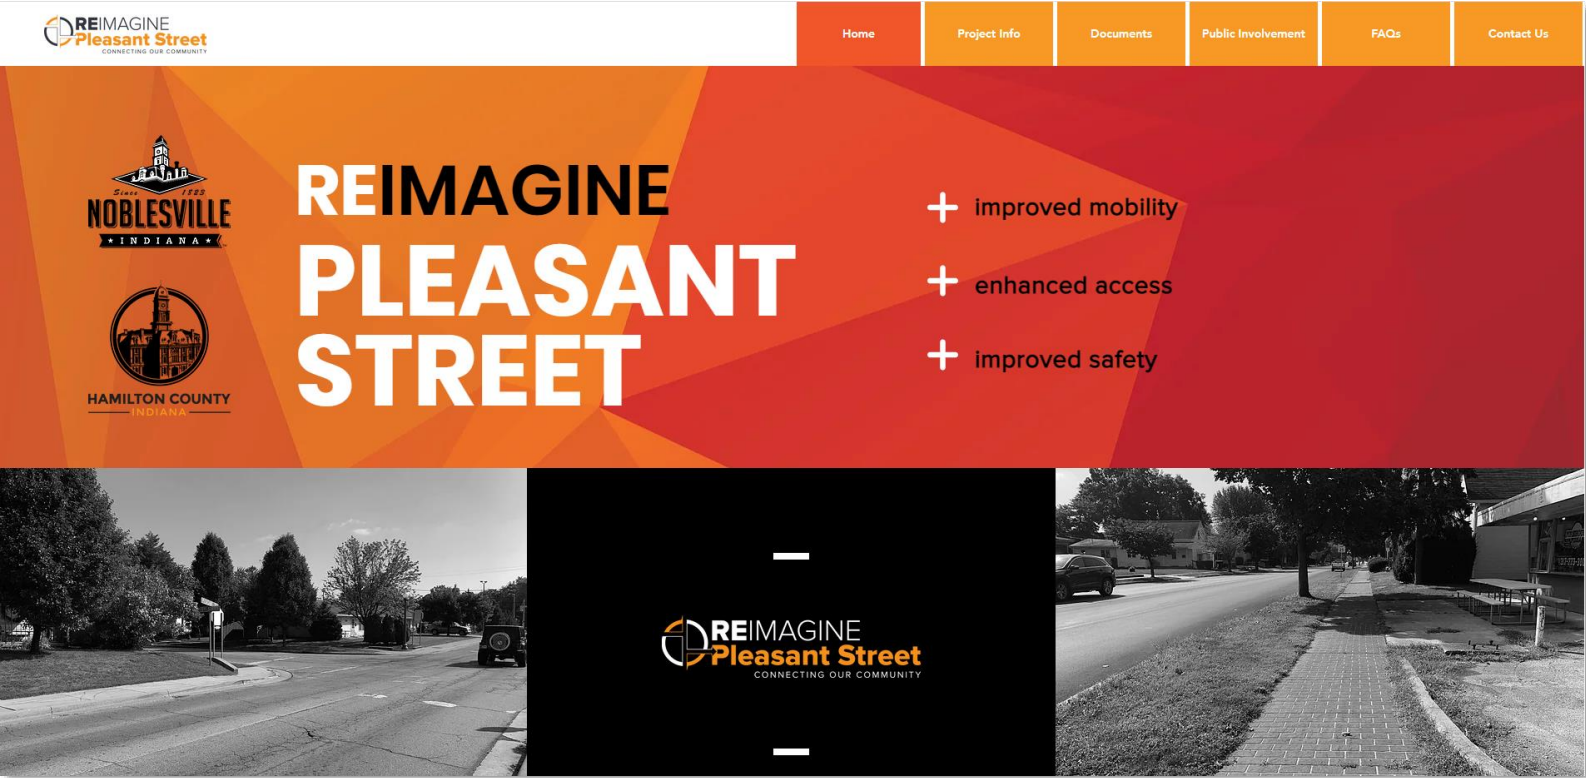 REIMAGINE
Pleasant Street
CONNECTING OUR COMMUNITY
Home
Project Info
Documents
Public Involvement
FAQs
Contact Us
Since 1823
NOBLESVILLE
INDIANA
HAMILTON COUNTY
INDIANA
REIMAGINE
PLEASANT
STREET
improved mobility
enhanced access
improved safety
REIMAGINE
Pleasant Street
CONNECTING OUR COMMUNITY